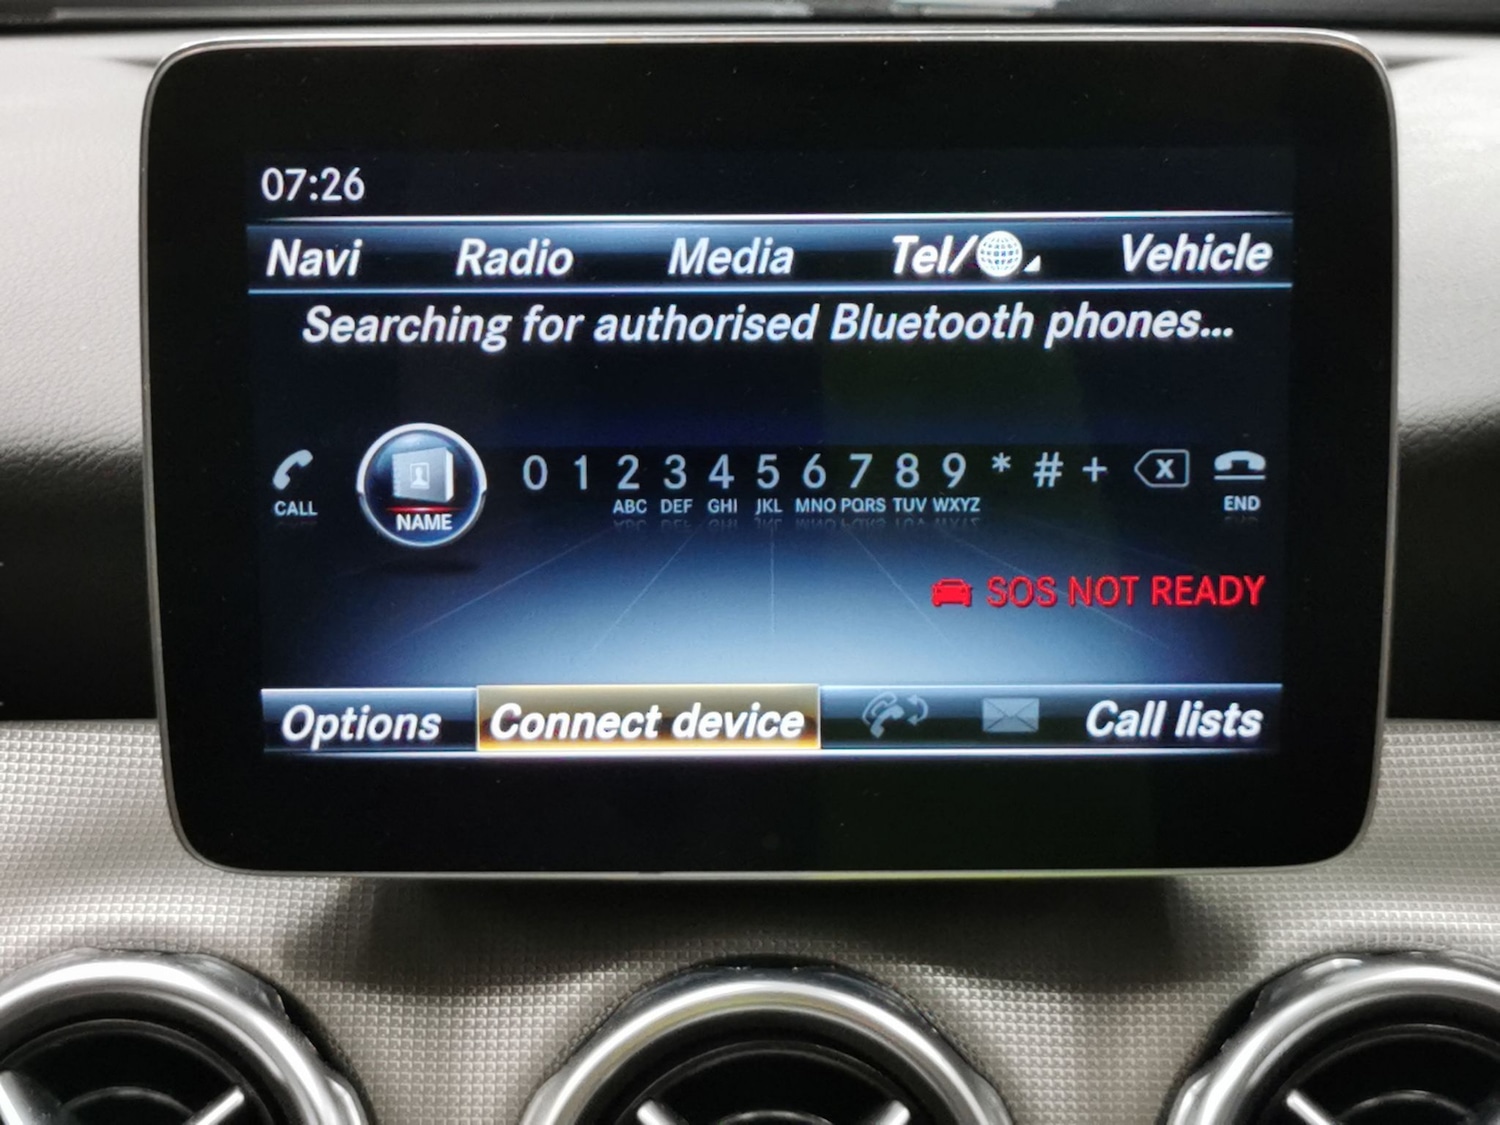 07:26
Navi Radio Media Tel/ Vehicle
Searching for authorised Bluetooth phones...
0 1 2 3 4 5 6 7 8 9 * # + x
CALL NAME ABC DEF GHI JKL MNO PQRS TUV WXYZ END
SOS NOT READY
Options Connect device Call lists